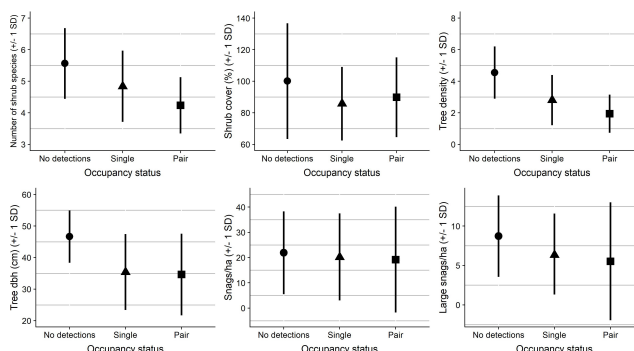 Number of shrub species (+/- 1 SD)
7
6
5
4
3
No detections Single Pair
Occupancy status
Shrub cover (%) (+/- 1 SD)
140
120
100
80
60
No detections Single Pair
Occupancy status
Tree density (+/- 1 SD)
8
6
4
2
0
No detections Single Pair
Occupancy status
Tree dbh (cm) (+/- 1 SD)
60
50
40
30
20
No detections Single Pair
Occupancy status
Snags/ha (+/- 1 SD)
40
30
20
10
0
No detections Single Pair
Occupancy status
Large snags/ha (+/- 1 SD)
10
5
0
No detections Single Pair
Occupancy status